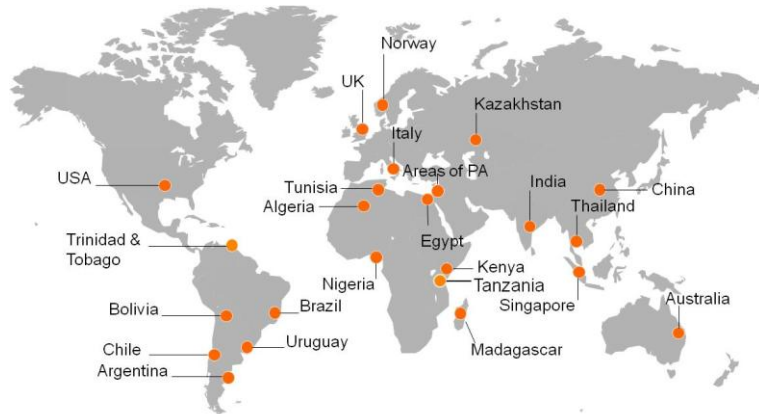 Norway
UK
Kazakhstan
Italy
Areas of PA
USA
Tunisia
India
China
Algeria
Thailand
Trinidad &
Tobago
Egypt
Nigeria
Kenya
Tanzania
Singapore
Australia
Bolivia
Brazil
Uruguay
Madagascar
Chile
Argentina